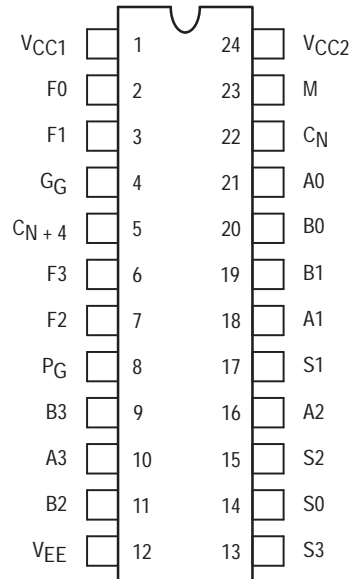 VCC1 1 24 VCC2
F0 2 23 M
F1 3 22 CN
GG 4 21 A0
CN + 4 5 20 B0
F3 6 19 B1
F2 7 18 A1
PG 8 17 S1
B3 9 16 A2
A3 10 15 S2
B2 11 14 S0
VEE 12 13 S3